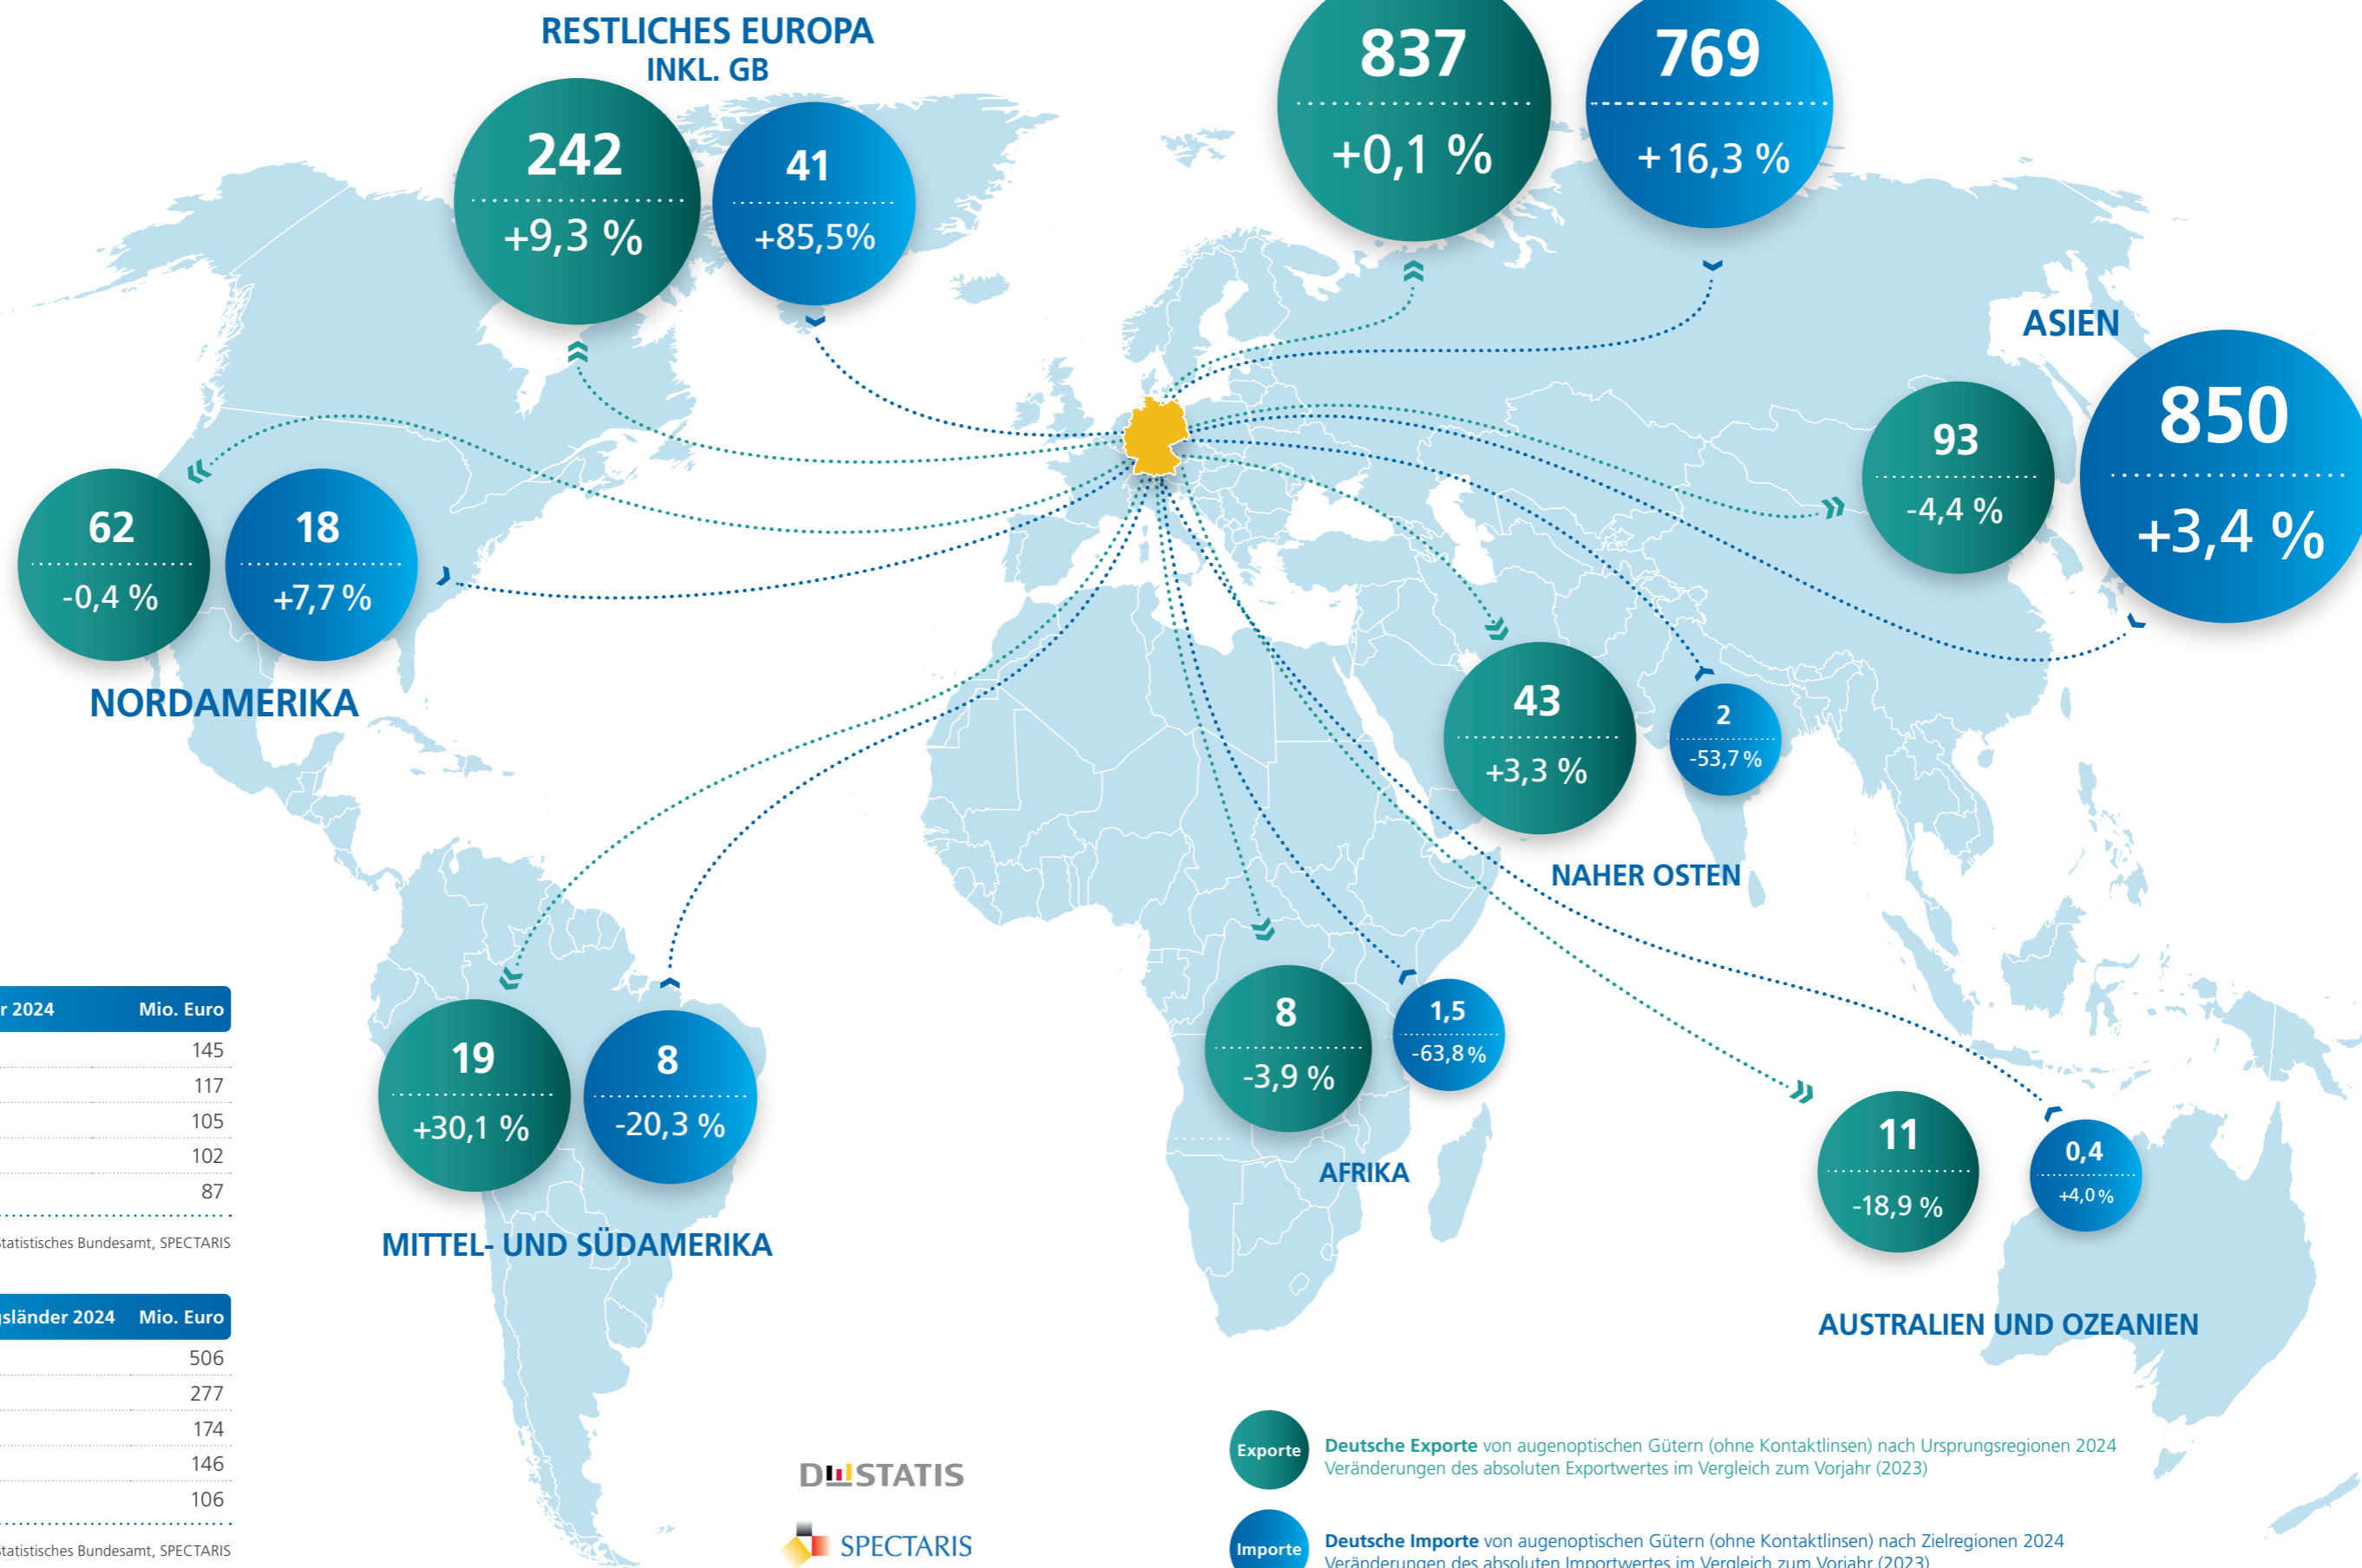 RESTLICHES EUROPA
INKL. GB
242
+9,3 %
41
+85,5%
837
+0,1 %
769
+16,3 %
ASIEN
93
-4,4 %
850
+3,4 %
62
-0,4 %
18
+7,7 %
NORDAMERIKA
43
+3,3 %
2
-53,7 %
NAHER OSTEN
19
+30,1 %
8
-20,3 %
MITTEL- UND SÜDAMERIKA
8
-3,9 %
1,5
-63,8 %
AFRIKA
11
-18,9 %
0,4
+4,0 %
AUSTRALIEN UND OZEANIEN
r 2024 Mio. Euro
145
117
105
102
87
Statistisches Bundesamt, SPECTARIS
gsländer 2024 Mio. Euro
506
277
174
146
106
Statistisches Bundesamt, SPECTARIS
DESTATIS
SPECTARIS
Exporte
Deutsche Exporte von augenoptischen Gütern (ohne Kontaktlinsen) nach Ursprungsregionen 2024
Veränderungen des absoluten Exportwertes im Vergleich zum Vorjahr (2023)
Importe
Deutsche Importe von augenoptischen Gütern (ohne Kontaktlinsen) nach Zielregionen 2024
Veränderungen des absoluten Importwertes im Vergleich zum Vorjahr (2023)